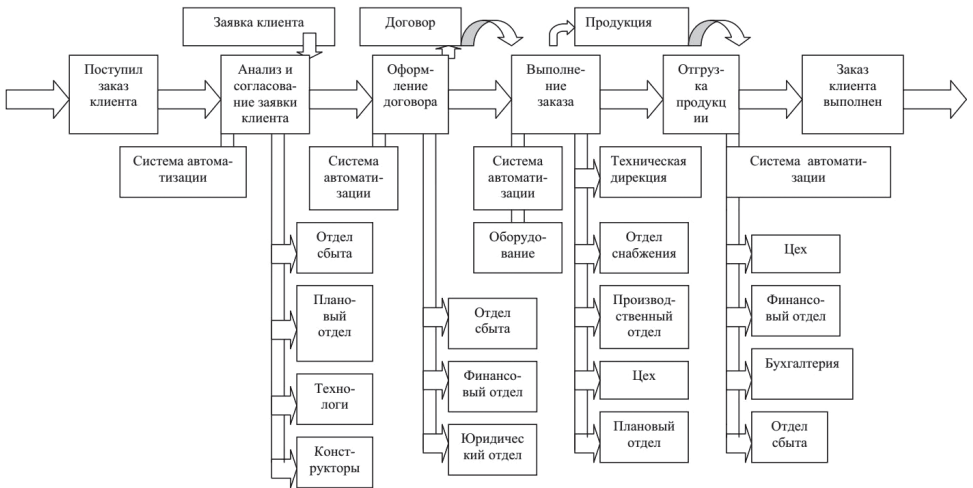 Заявка клиента
Договор
Продукция
Поступил
заказ
клиента
Анализ и
согласова-
ние заявки
клиента
Оформ-
ление
договора
Выполне-
ние
заказа
Отгруз-
ка
продукц
ии
Заказ
клиента
выполнен
Система автома-
тизации
Система
автомати-
зации
Система
автомати-
зации
Техническая
дирекция
Система автомати-
зации
Оборудо-
вание
Отдел
сбыта
Плано-
вый
отдел
Техно-
логи
Конст-
рукторы
Отдел
сбыта
Финансо-
вый отдел
Юридичес
кий отдел
Отдел
снабжения
Производ-
ственный
отдел
Цех
Плановый
отдел
Цех
Финансо-
вый отдел
Бухгалтерия
Отдел
сбыта